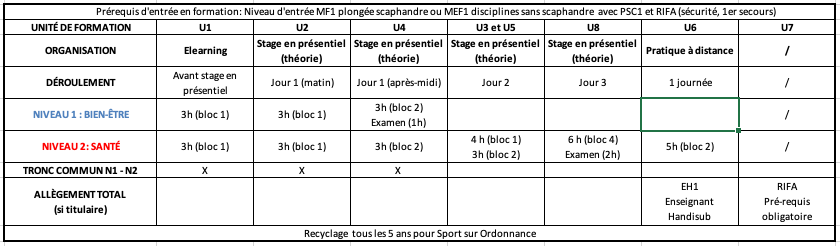 Prérequis d'entrée en formation: Niveau d'entrée MF1 plongée scaphandre ou MEF1 disciplines sans scaphandre avec PSC1 et RIFA (sécurité, 1er secours)
UNITÉ DE FORMATION U1 U2 U4 U3 et U5 U8 U6 U7
ORGANISATION Elearning Stage en présentiel (théorie) Stage en présentiel (théorie) Stage en présentiel (théorie) Stage en présentiel (théorie) Pratique à distance /
DÉROULEMENT Avant stage en présentiel Jour 1 (matin) Jour 1 (après-midi) Jour 2 Jour 3 1 journée /
NIVEAU 1 : BIEN-ÊTRE 3h (bloc 1) 3h (bloc 1) 3h (bloc 2) Examen (1h) /
NIVEAU 2: SANTÉ 3h (bloc 1) 3h (bloc 1) 3h (bloc 2) 4 h (bloc 1) 3h (bloc 2) 6 h (bloc 4) Examen (2h) 5h (bloc 2) /
TRONC COMMUN N1 - N2 X X X
ALLÈGEMENT TOTAL (si titulaire) EH1 Enseignant Handisub RIFA Pré-requis obligatoire
Recyclage tous les 5 ans pour Sport sur Ordonnance